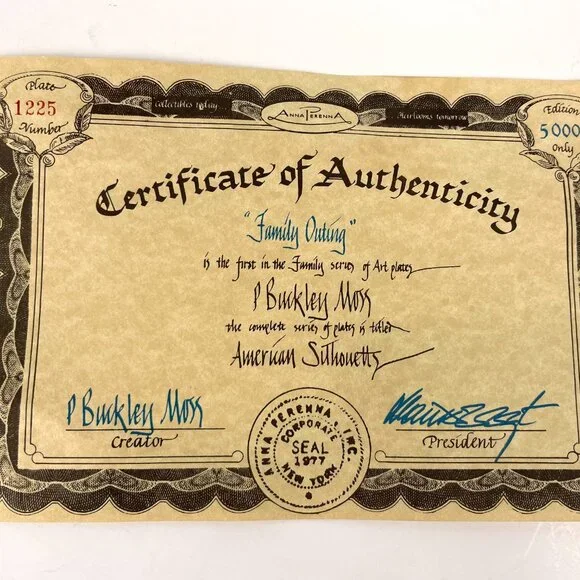 Plate
1225
Number
Collectibles today
ANNA PERENNA
Heirlooms tomorrow
Edition
5000
only
Certificate of Authenticity
"Family Outing"
is the first in the Family series of Art plates
P Buckley Moss
the complete series of plates is titled
American Silhouetts
P Buckley Moss
Creator
ANNA PERENNA, INC.
CORPORATE
SEAL
1977
NEW YORK
President